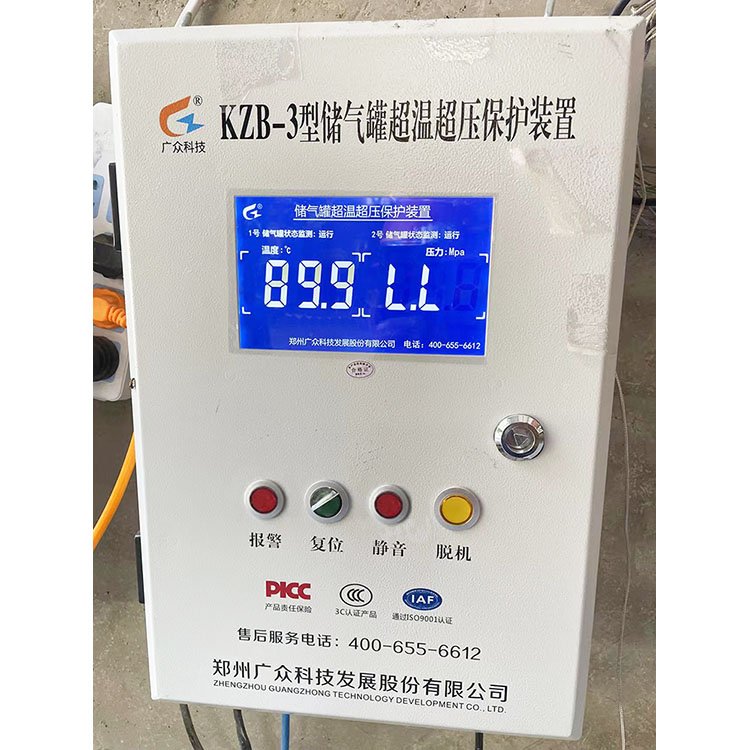 ®
广众科技
KZB-3型储气罐超温超压保护装置
储气罐超温超压保护装置
1号 储气罐状态监测：运行 2号 储气罐状态监测：运行
温度:℃ 压力:Mpa
89.9 L.L
郑州广众科技发展股份有限公司 电话：400-655-6612
合格证
报警 复位 静音 脱机
PICC CCC IAF
产品责任保险 3C认证产品 通过ISO9001认证
售后服务电话：400-655-6612
郑州广众科技发展股份有限公司
ZHENGZHOU GUANGZHONG TECHNOLOGY DEVELOPMENT CO., LTD.